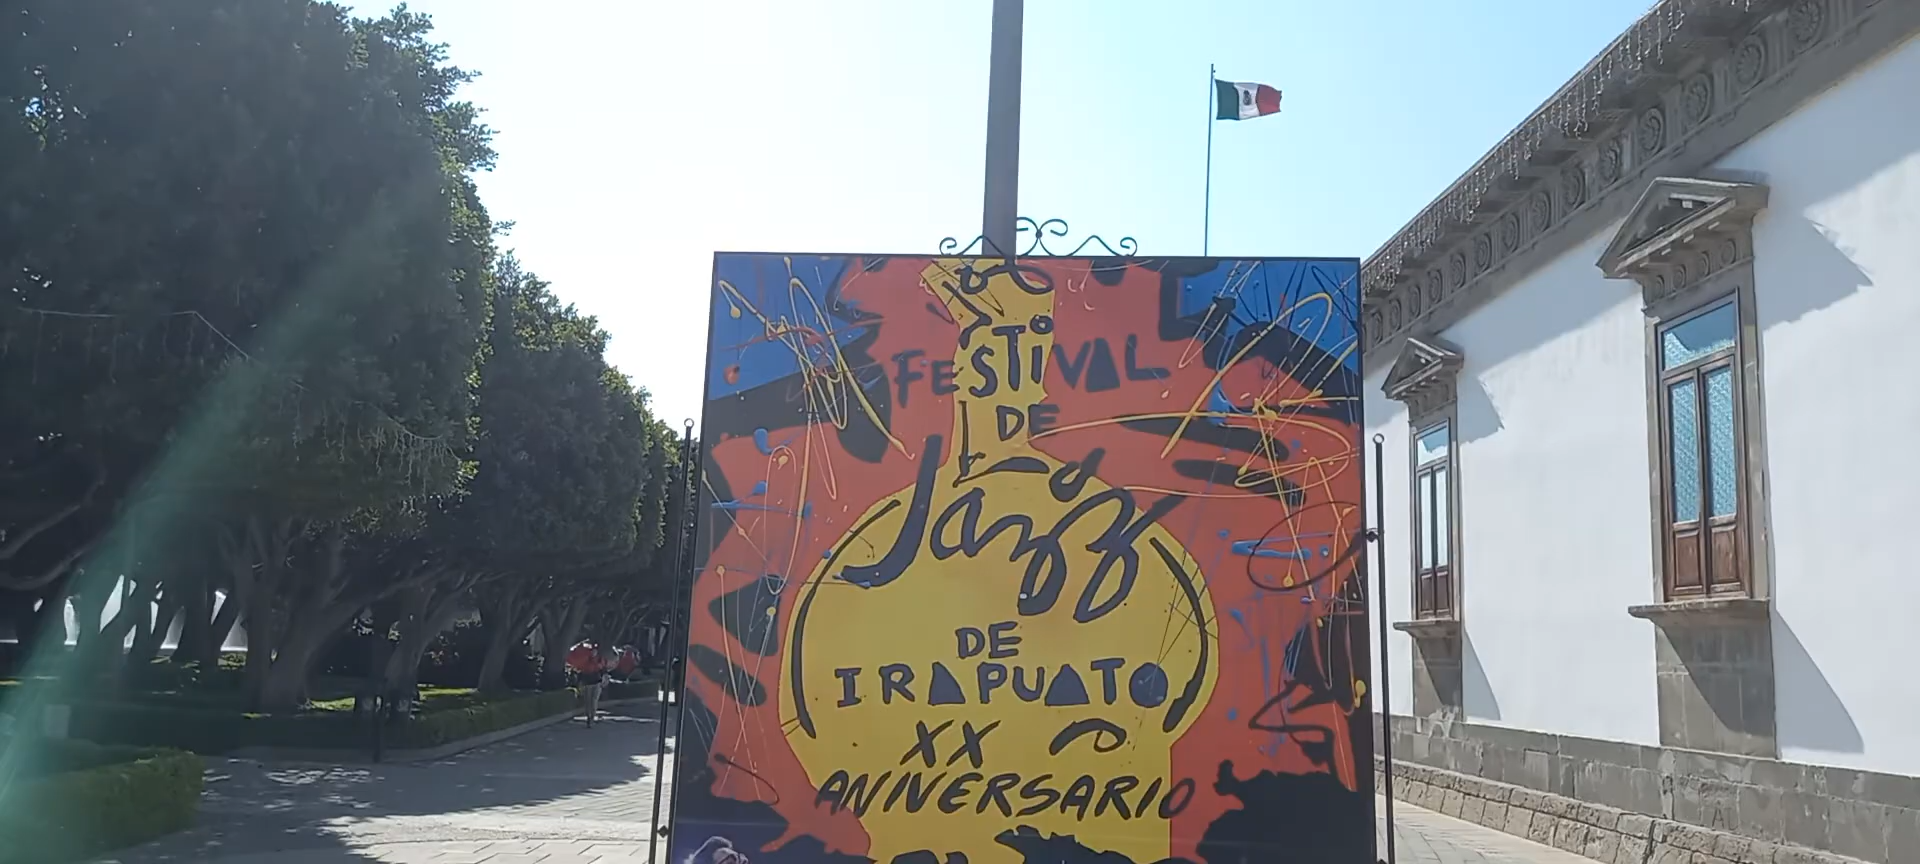 FESTIVAL
DE
Jazz
DE
IRAPUATO
XX
ANIVERSARIO